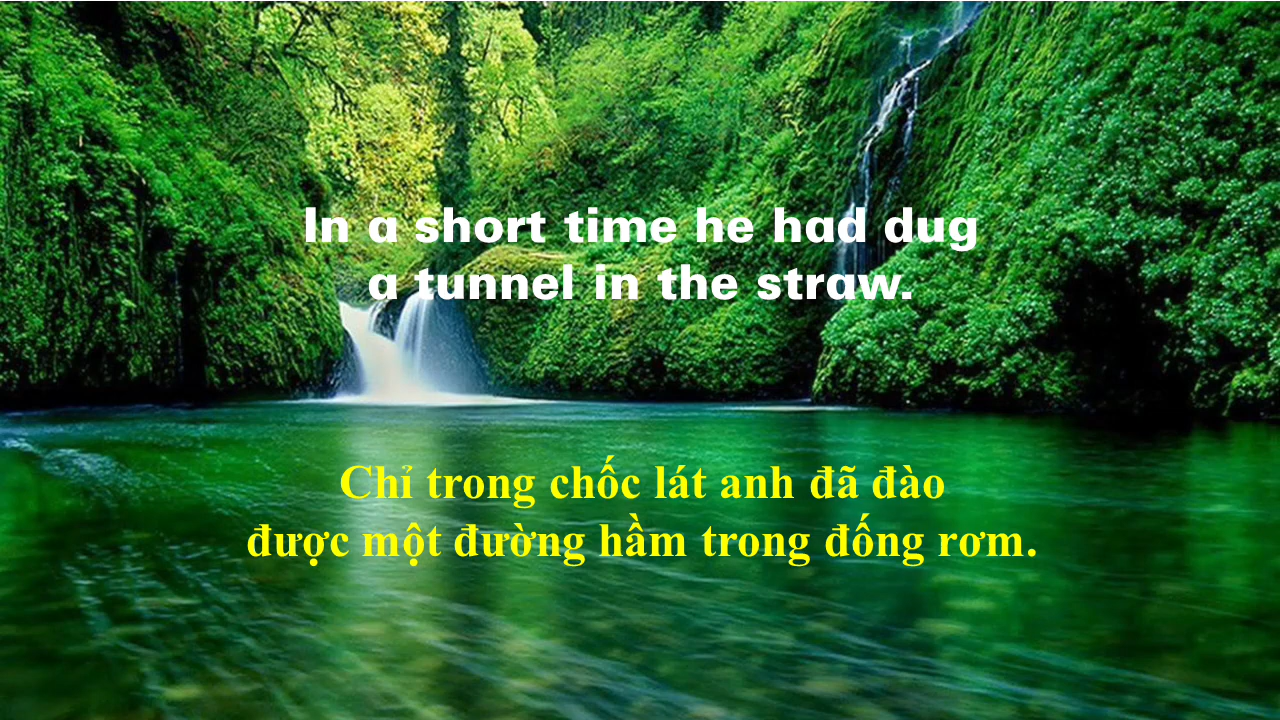 In a short time he had dug
a tunnel in the straw.
Chỉ trong chốc lát anh đã đào
được một đường hầm trong đống rơm.